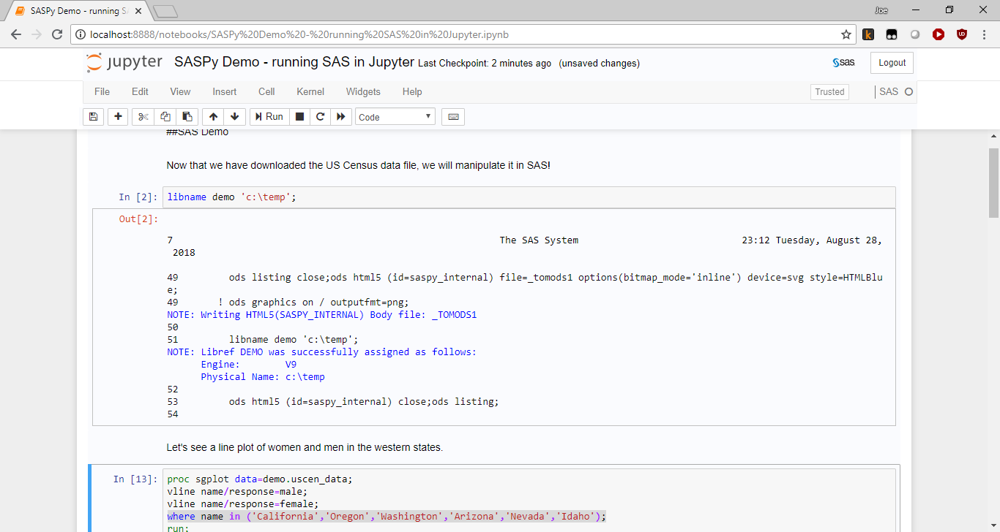 SASPy Demo - running SA
Joe
localhost:8888/notebooks/SASPy%20Demo%20-%20running%20SAS%20in%20Jupyter.ipynb
jupyter SASPy Demo - running SAS in Jupyter Last Checkpoint: 2 minutes ago (unsaved changes)
sas
Logout
File Edit View Insert Cell Kernel Widgets Help
Trusted
SAS
Run
Code
##SAS Demo
Now that we have downloaded the US Census data file, we will manipulate it in SAS!
In [2]: libname demo 'c:\temp';
Out[2]:
7 The SAS System 23:12 Tuesday, August 28,
2018
49 ods listing close;ods html5 (id=saspy_internal) file=_tomods1 options(bitmap_mode='inline') device=svg style=HTMLBlu
e;
49 ! ods graphics on / outputfmt=png;
NOTE: Writing HTML5(SASPY_INTERNAL) Body file: _TOMODS1
50
51 libname demo 'c:\temp';
NOTE: Libref DEMO was successfully assigned as follows:
Engine: V9
Physical Name: c:\temp
52
53 ods html5 (id=saspy_internal) close;ods listing;
54
Let's see a line plot of women and men in the western states.
In [13]: proc sgplot data=demo.uscen_data;
vline name/response=male;
vline name/response=female;
where name in ('California','Oregon','Washington','Arizona','Nevada','Idaho');
run;